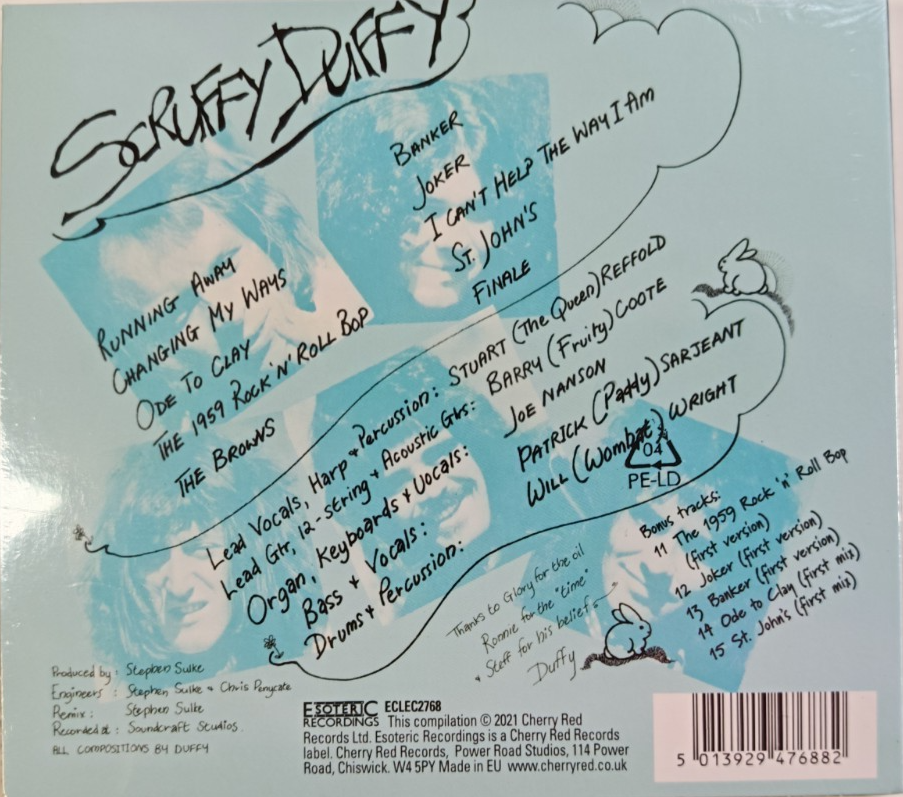 SCRUFFY DUFFY
RUNNING AWAY
CHANGING MY WAYS
ODE TO CLAY
THE 1959 ROCK 'N' ROLL BOP
THE BROWNS
BANKER
JOKER
I CAN'T HELP THE WAY I AM
ST. JOHN'S
FINALE
Lead Vocals, Harp + Percussion: STUART (The Queen) REFFOLD
Lead Gtr, 12-string + Acoustic Gtrs: BARRY (Fruity) COOTE
Organ, Keyboards + Vocals: JOE NANSON
Bass + Vocals: PATRICK (Paddy) SARJEANT
Drums + Percussion: WILL (Wombat) WRIGHT
04
PE-LD
Bonus tracks:
11 The 1959 Rock 'n' Roll Bop
(first version)
12 Joker (first version)
13 Banker (first version)
14 Ode to Clay (first mix)
15 St. John's (first mix)
Thanks to Glory for the oil
Ronnie for the "time"
+ Steff for his beliefs
Duffy
Produced by: Stephen Sulke
Engineers: Stephen Sulke + Chris Penycate
Remix: Stephen Sulke
Recorded at: Soundcraft Studios.
ALL COMPOSITIONS BY DUFFY
ESOTERIC RECORDINGS ECLEC2768
This compilation © 2021 Cherry Red
Records Ltd. Esoteric Recordings is a Cherry Red Records
label. Cherry Red Records, Power Road Studios, 114 Power
Road, Chiswick. W4 5PY Made in EU www.cherryred.co.uk
5 013929 476882